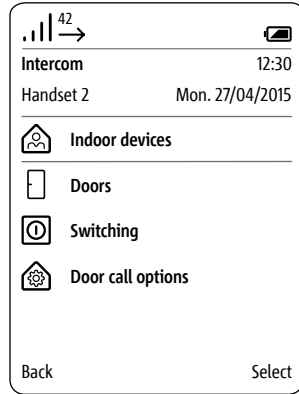 42
Intercom 12:30
Handset 2 Mon. 27/04/2015
Indoor devices
Doors
Switching
Door call options
Back Select